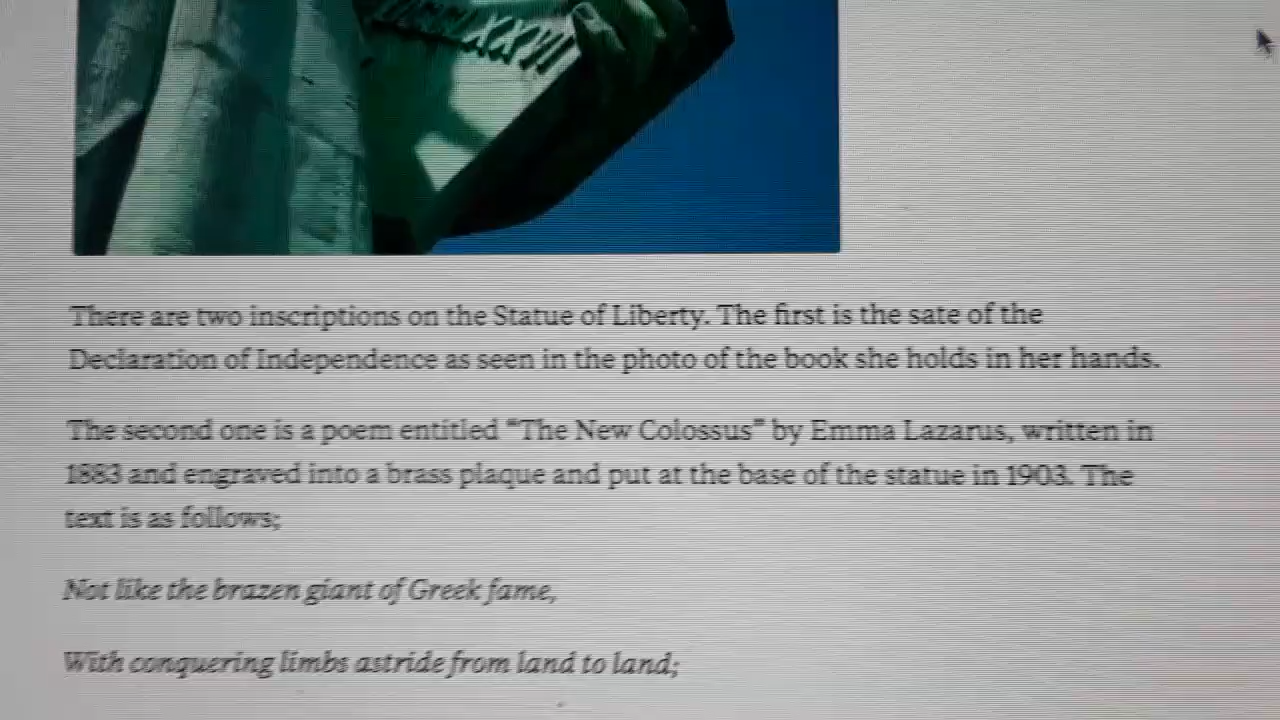 MDCCLXXVI
There are two inscriptions on the Statue of Liberty. The first is the sate of the
Declaration of Independence as seen in the photo of the book she holds in her hands.
The second one is a poem entitled “The New Colossus” by Emma Lazarus, written in
1883 and engraved into a brass plaque and put at the base of the statue in 1903. The
text is as follows;
Not like the brazen giant of Greek fame,
With conquering limbs astride from land to land;